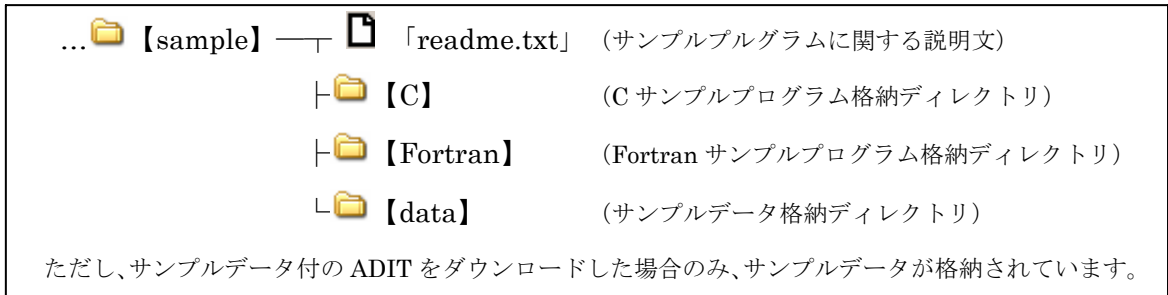 …【sample】 「readme.txt」 (サンプルプルグラムに関する説明文)
【C】 (C サンプルプログラム格納ディレクトリ)
【Fortran】 (Fortran サンプルプログラム格納ディレクトリ)
【data】 (サンプルデータ格納ディレクトリ)
ただし、サンプルデータ付の ADIT をダウンロードした場合のみ、サンプルデータが格納されています。